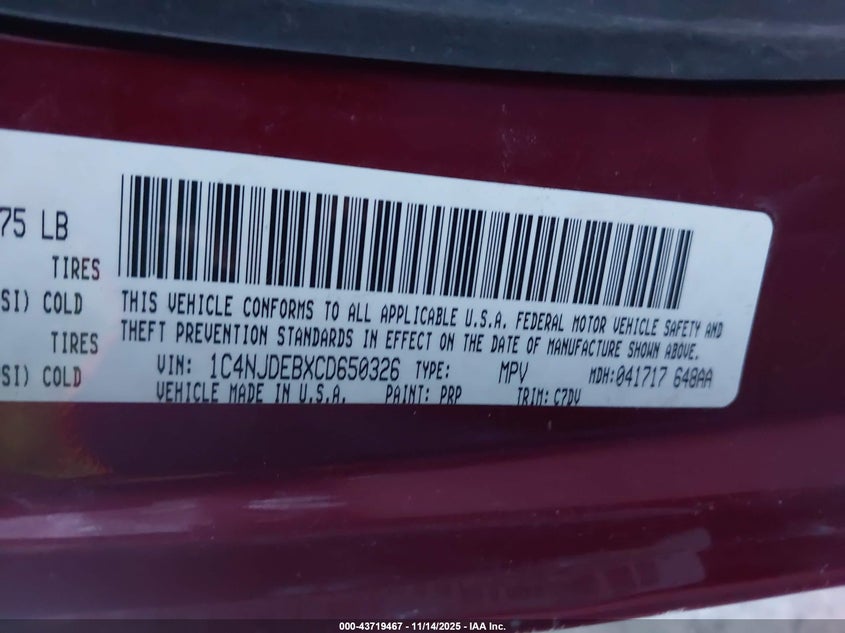 75 LB
TIRES
SI) COLD
TIRES
SI) COLD
THIS VEHICLE CONFORMS TO ALL APPLICABLE U.S.A. FEDERAL MOTOR VEHICLE SAFETY AND
THEFT PREVENTION STANDARDS IN EFFECT ON THE DATE OF MANUFACTURE SHOWN ABOVE.
VIN: 1C4NJDEBXCD650326 TYPE: MPV MDH:041717 648AA
VEHICLE MADE IN U.S.A. PAINT: PRP TRIM: C7DV
000-43719467 - 11/14/2025 - IAA Inc.